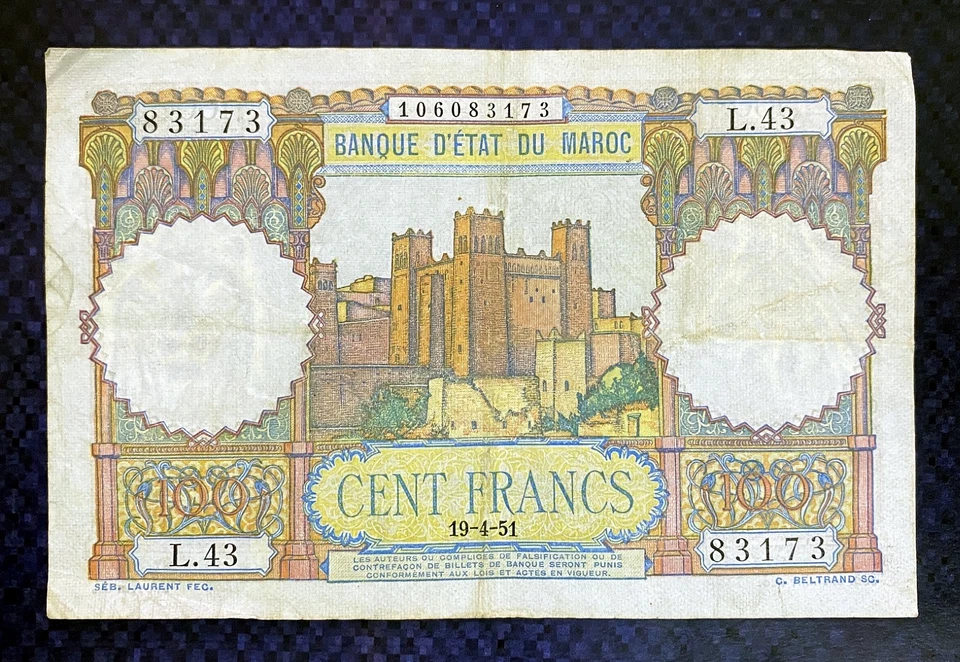 83173
106083173
L.43
BANQUE D'ÉTAT DU MAROC
100
100
CENT FRANCS
19-4-51
L.43
83173
LES AUTEURS OU COMPLICES DE FALSIFICATION OU DE
CONTREFAÇON DE BILLETS DE BANQUE SERONT PUNIS
CONFORMÉMENT AUX LOIS ET ACTES EN VIGUEUR.
SÉB. LAURENT FEC.
C. BELTRAND SC.